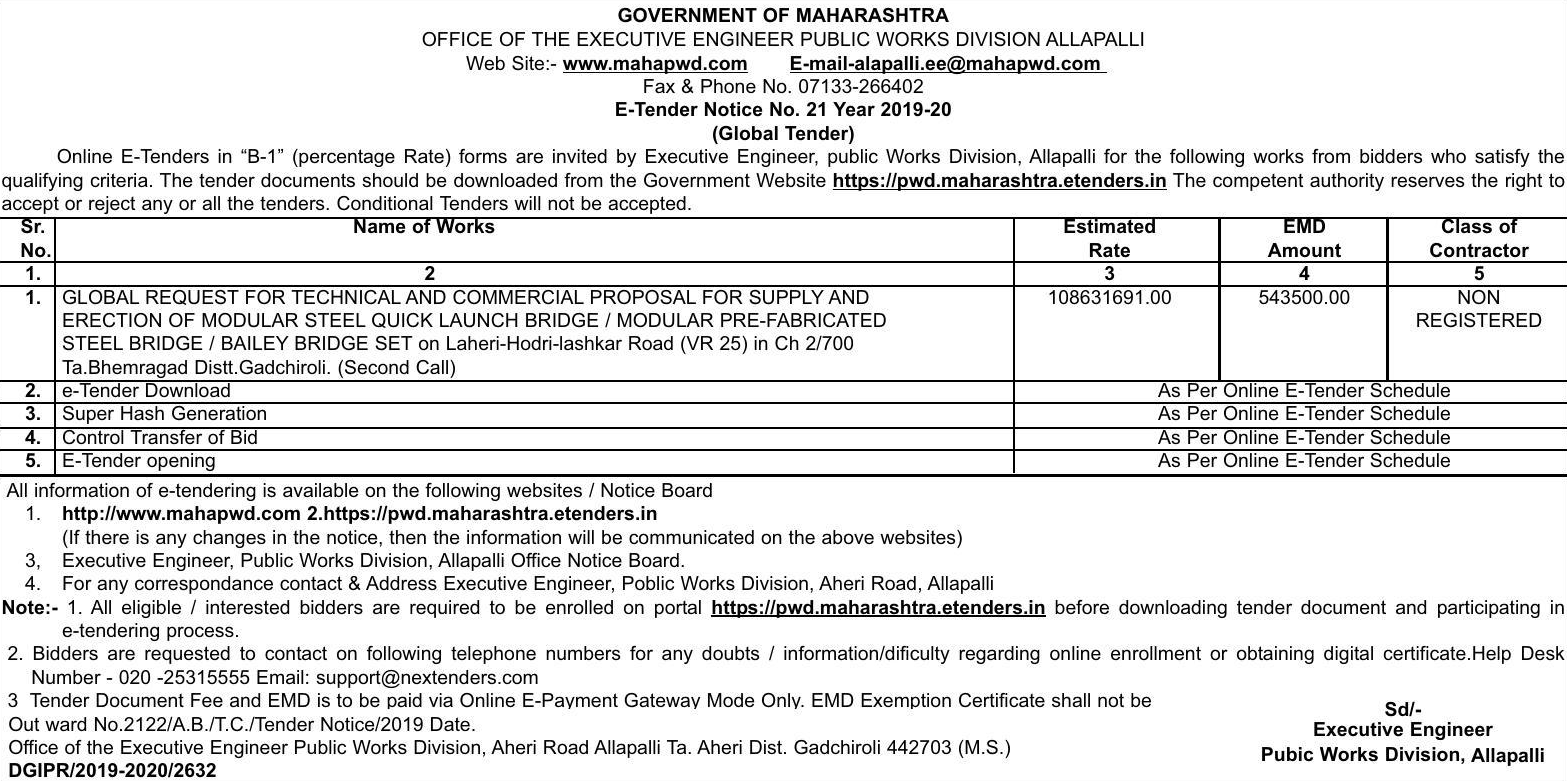 GOVERNMENT OF MAHARASHTRA
OFFICE OF THE EXECUTIVE ENGINEER PUBLIC WORKS DIVISION ALLAPALLI
Web Site:- www.mahapwd.com E-mail-alapalli.ee@mahapwd.com
Fax & Phone No. 07133-266402
E-Tender Notice No. 21 Year 2019-20
(Global Tender)
Online E-Tenders in “B-1” (percentage Rate) forms are invited by Executive Engineer, public Works Division, Allapalli for the following works from bidders who satisfy the
qualifying criteria. The tender documents should be downloaded from the Government Website https://pwd.maharashtra.etenders.in The competent authority reserves the right to
accept or reject any or all the tenders. Conditional Tenders will not be accepted.
Sr. No. Name of Works Estimated Rate EMD Amount Class of Contractor
1. 2 3 4 5
1. GLOBAL REQUEST FOR TECHNICAL AND COMMERCIAL PROPOSAL FOR SUPPLY AND 108631691.00 543500.00 NON
ERECTION OF MODULAR STEEL QUICK LAUNCH BRIDGE / MODULAR PRE-FABRICATED REGISTERED
STEEL BRIDGE / BAILEY BRIDGE SET on Laheri-Hodri-lashkar Road (VR 25) in Ch 2/700
Ta.Bhemragad Distt.Gadchiroli. (Second Call)
2. e-Tender Download As Per Online E-Tender Schedule
3. Super Hash Generation As Per Online E-Tender Schedule
4. Control Transfer of Bid As Per Online E-Tender Schedule
5. E-Tender opening As Per Online E-Tender Schedule
All information of e-tendering is available on the following websites / Notice Board
1. http://www.mahapwd.com 2.https://pwd.maharashtra.etenders.in
(If there is any changes in the notice, then the information will be communicated on the above websites)
3, Executive Engineer, Public Works Division, Allapalli Office Notice Board.
4. For any correspondance contact & Address Executive Engineer, Poblic Works Division, Aheri Road, Allapalli
Note:- 1. All eligible / interested bidders are required to be enrolled on portal https://pwd.maharashtra.etenders.in before downloading tender document and participating in
e-tendering process.
2. Bidders are requested to contact on following telephone numbers for any doubts / information/dificulty regarding online enrollment or obtaining digital certificate.Help Desk
Number - 020 -25315555 Email: support@nextenders.com
3 Tender Document Fee and EMD is to be paid via Online E-Payment Gateway Mode Only. EMD Exemption Certificate shall not be
Out ward No.2122/A.B./T.C./Tender Notice/2019 Date.
Office of the Executive Engineer Public Works Division, Aheri Road Allapalli Ta. Aheri Dist. Gadchiroli 442703 (M.S.)
DGIPR/2019-2020/2632
Sd/-
Executive Engineer
Pubic Works Division, Allapalli